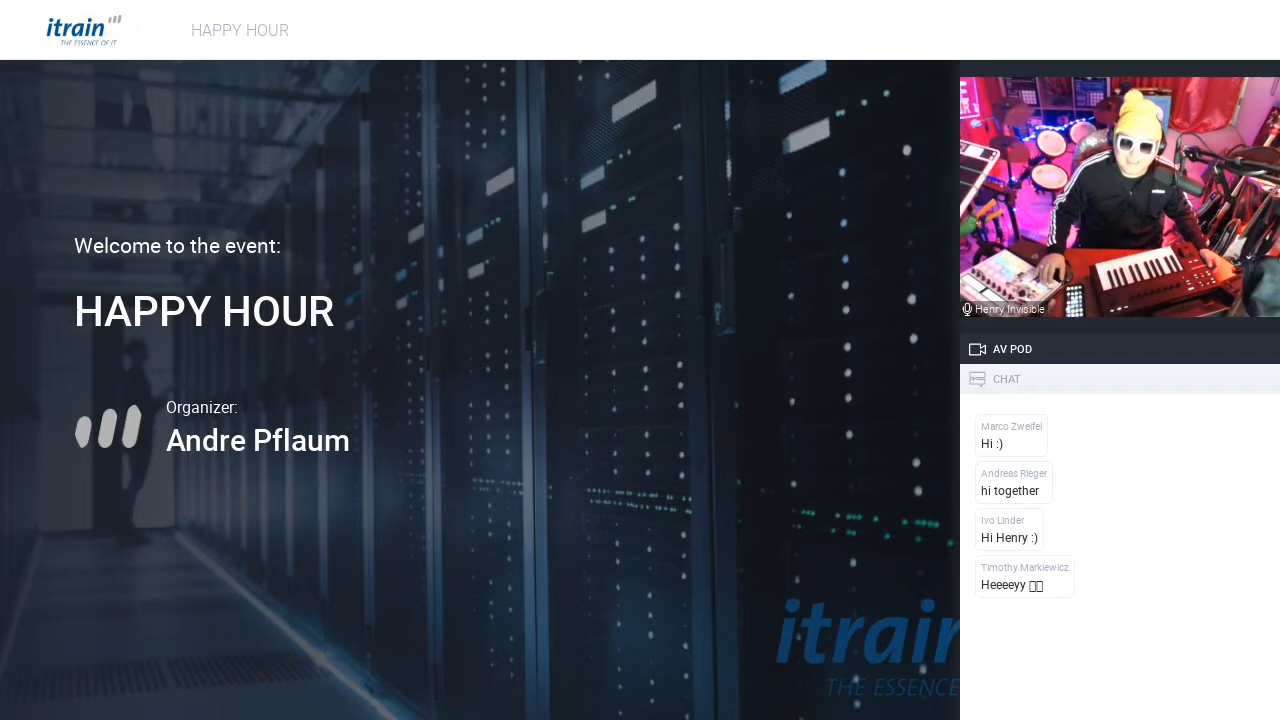 itrain
THE ESSENCE OF IT
HAPPY HOUR
Welcome to the event:
HAPPY HOUR
Organizer:
Andre Pflaum
itrain
THE ESSENCE
Henry Invisible
AV POD
CHAT
Marco Zweifel
Hi :)
Andreas Rieger
hi together
Ivo Linder
Hi Henry :)
Timothy Markiewicz
Heeeeyy